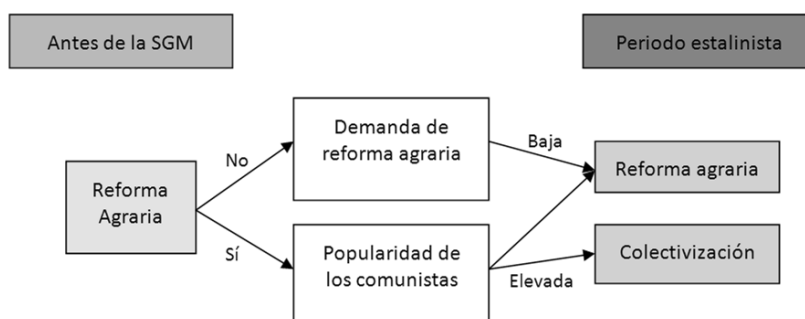 Antes de la SGM
Periodo estalinista
Demanda de
reforma agraria
Baja
No
Reforma agraria
Reforma
Agraria
Sí
Popularidad de
los comunistas
Colectivización
Elevada